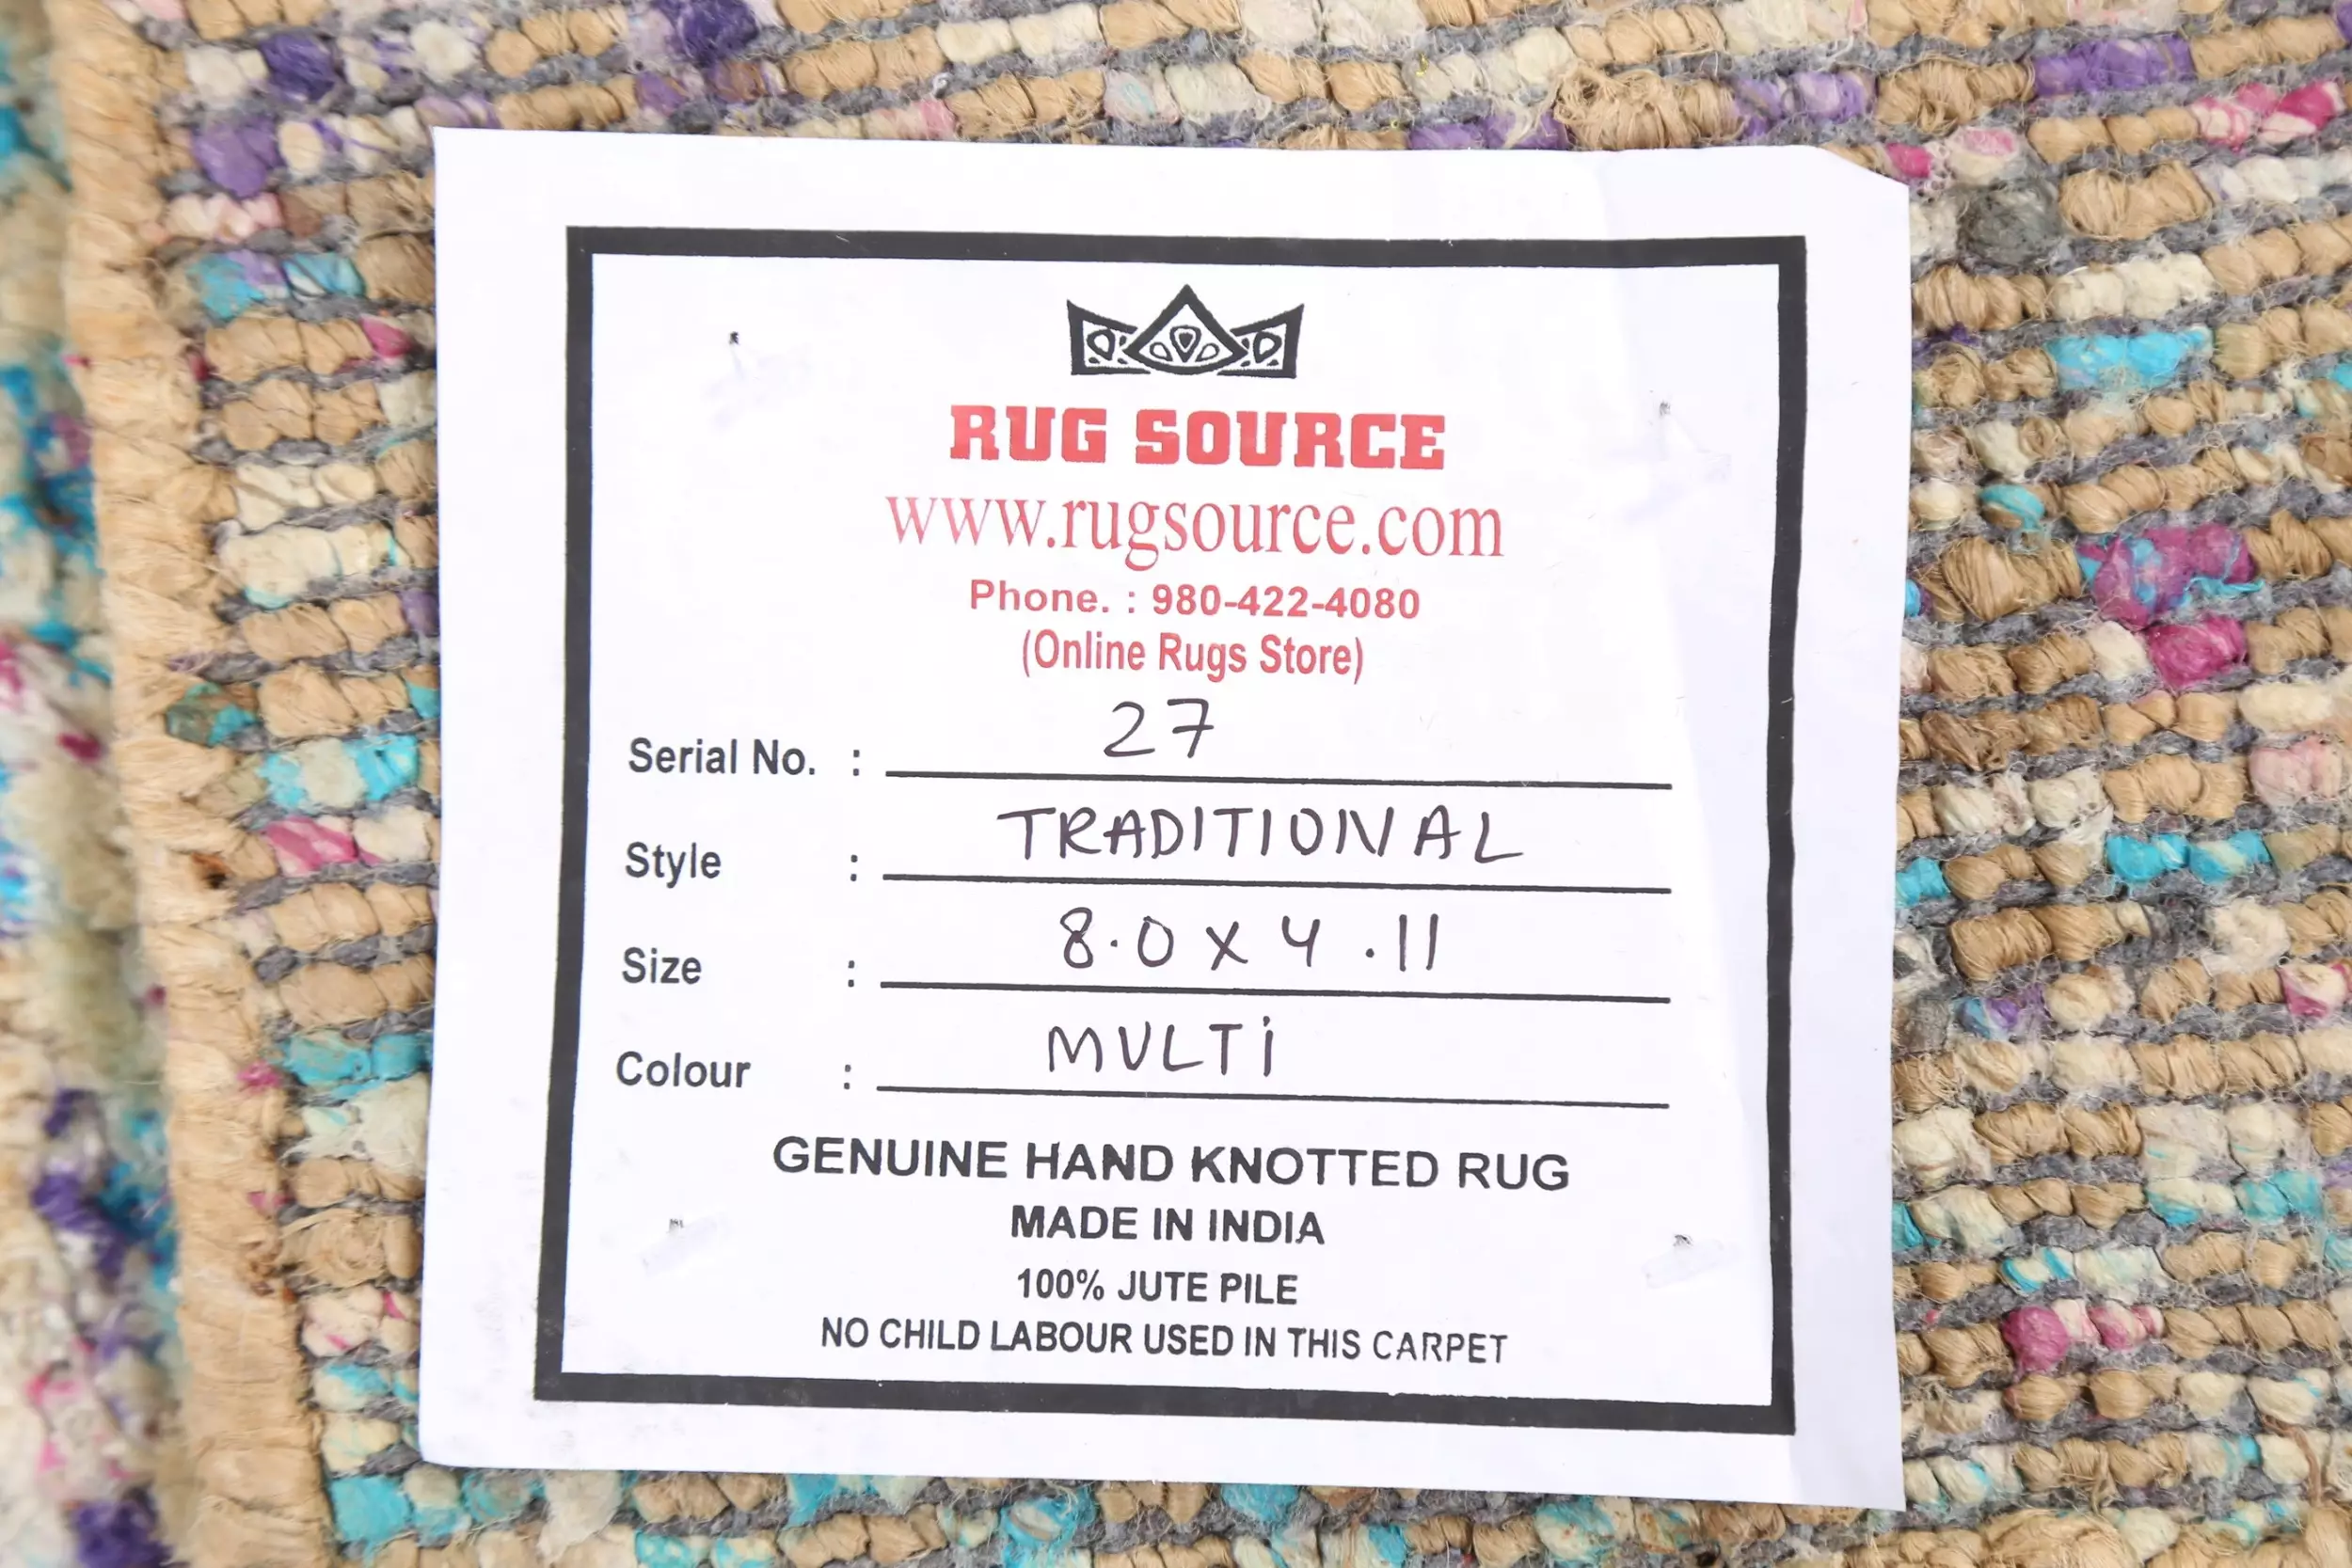 RUG SOURCE
www.rugsource.com
Phone. : 980-422-4080
(Online Rugs Store)
Serial No. : 27
Style : TRADITIONAL
Size : 8.0 x 4.11
Colour : MULTi
GENUINE HAND KNOTTED RUG
MADE IN INDIA
100% JUTE PILE
NO CHILD LABOUR USED IN THIS CARPET